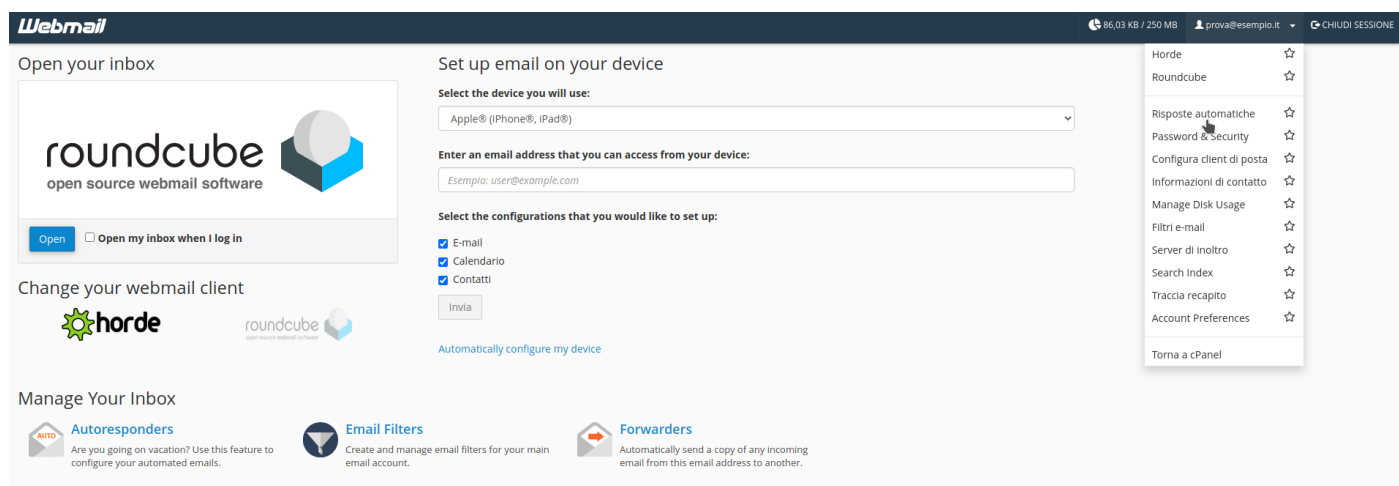 Webmail
86,03 KB / 250 MB
prova@esempio.it
CHIUDI SESSIONE
Open your inbox
roundcube
open source webmail software
Open
Open my inbox when I log in
Change your webmail client
horde
roundcube
open source webmail software
Set up email on your device
Select the device you will use:
Apple® (iPhone®, iPad®)
Enter an email address that you can access from your device:
Esempio: user@example.com
Select the configurations that you would like to set up:
E-mail
Calendario
Contatti
Invia
Automatically configure my device
Horde
Roundcube
Risposte automatiche
Password & Security
Configura client di posta
Informazioni di contatto
Manage Disk Usage
Filtri e-mail
Server di inoltro
Search Index
Traccia recapito
Account Preferences
Torna a cPanel
Manage Your Inbox
AUTO
Autoresponders
Are you going on vacation? Use this feature to
configure your automated emails.
Email Filters
Create and manage email filters for your main
email account.
Forwarders
Automatically send a copy of any incoming
email from this email address to another.